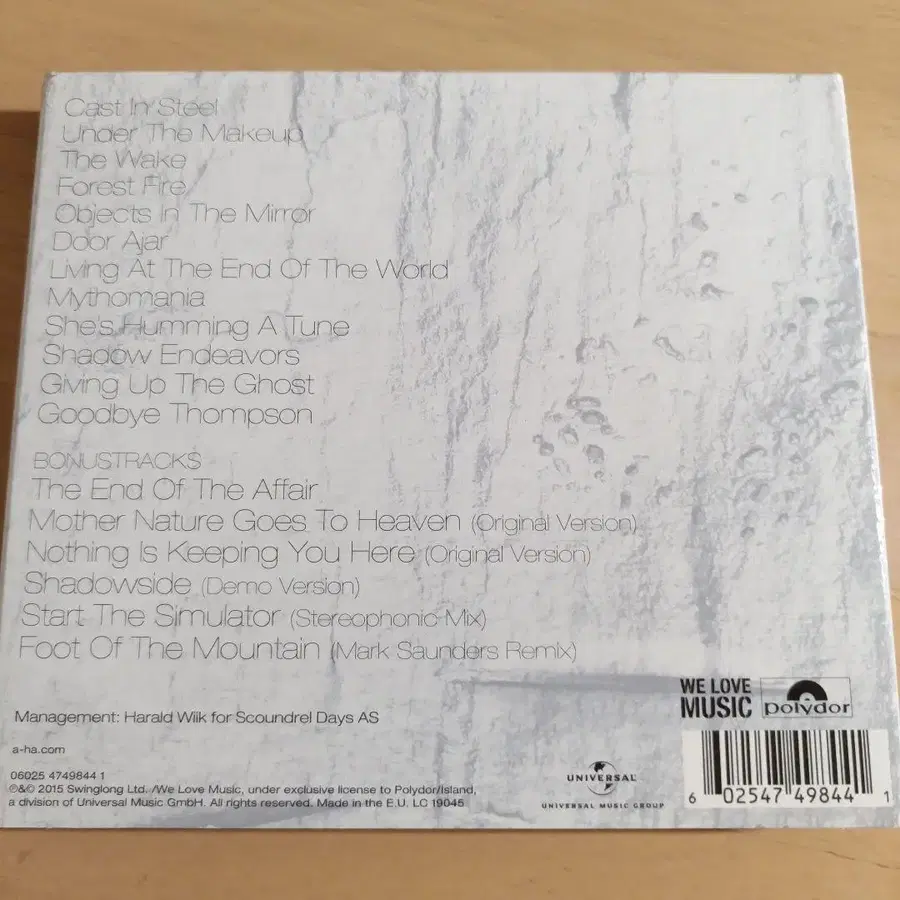 Cast In Steel
Under The Makeup
The Wake
Forest Fire
Objects In The Mirror
Door Ajar
Living At The End Of The World
Mythomania
She's Humming A Tune
Shadow Endeavors
Giving Up The Ghost
Goodbye Thompson
BONUSTRACKS
The End Of The Affair
Mother Nature Goes To Heaven (Original Version)
Nothing Is Keeping You Here (Original Version)
Shadowside (Demo Version)
Start The Simulator (Stereophonic Mix)
Foot Of The Mountain (Mark Saunders Remix)
Management: Harald Wiik for Scoundrel Days AS
a-ha.com
06025 4749844 1
℗&© 2015 Swinglong Ltd. /We Love Music, under exclusive license to Polydor/Island,
a division of Universal Music GmbH. All rights reserved. Made in the E.U. LC 19045
UNIVERSAL
UNIVERSAL MUSIC GROUP
WE LOVE
MUSIC
polydor
6 02547 49844 1